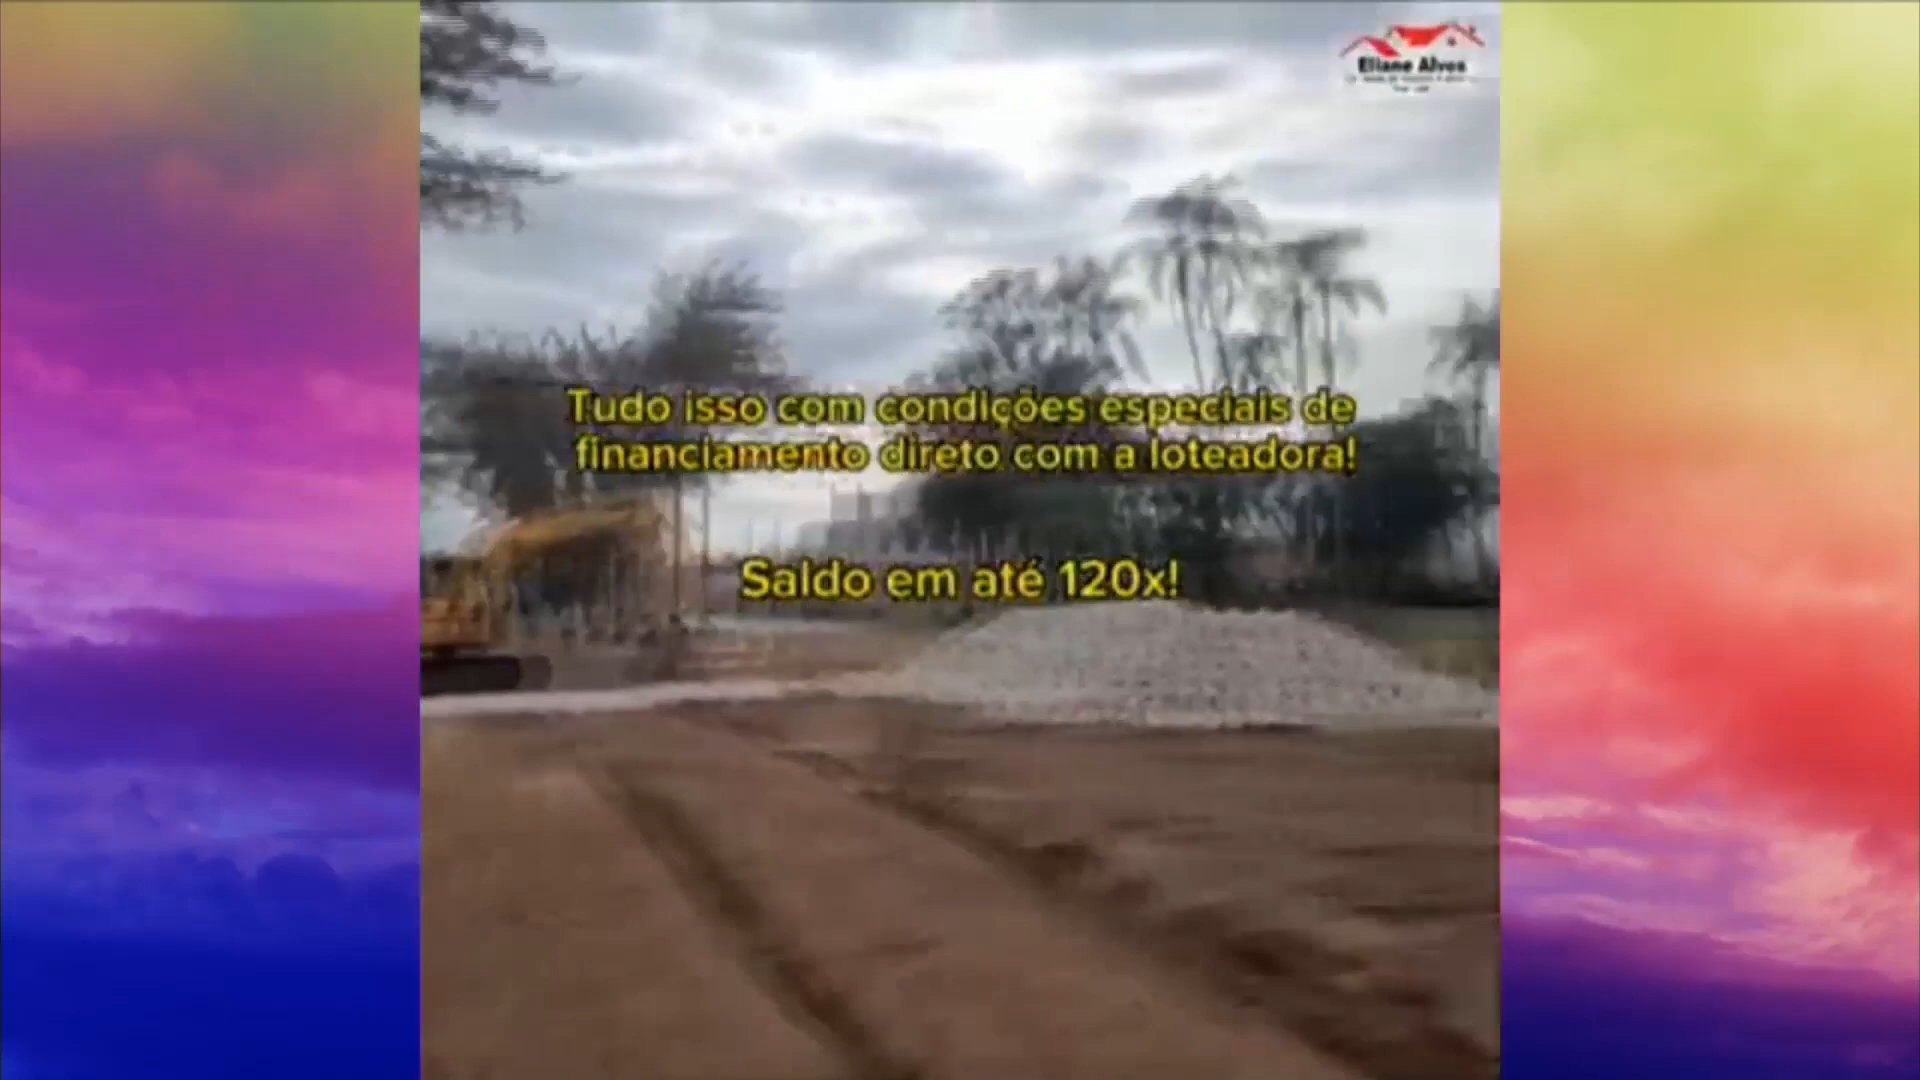 Eliane Alves
Tudo isso com condições especiais de
financiamento direto com a loteadora!
Saldo em até 120x!